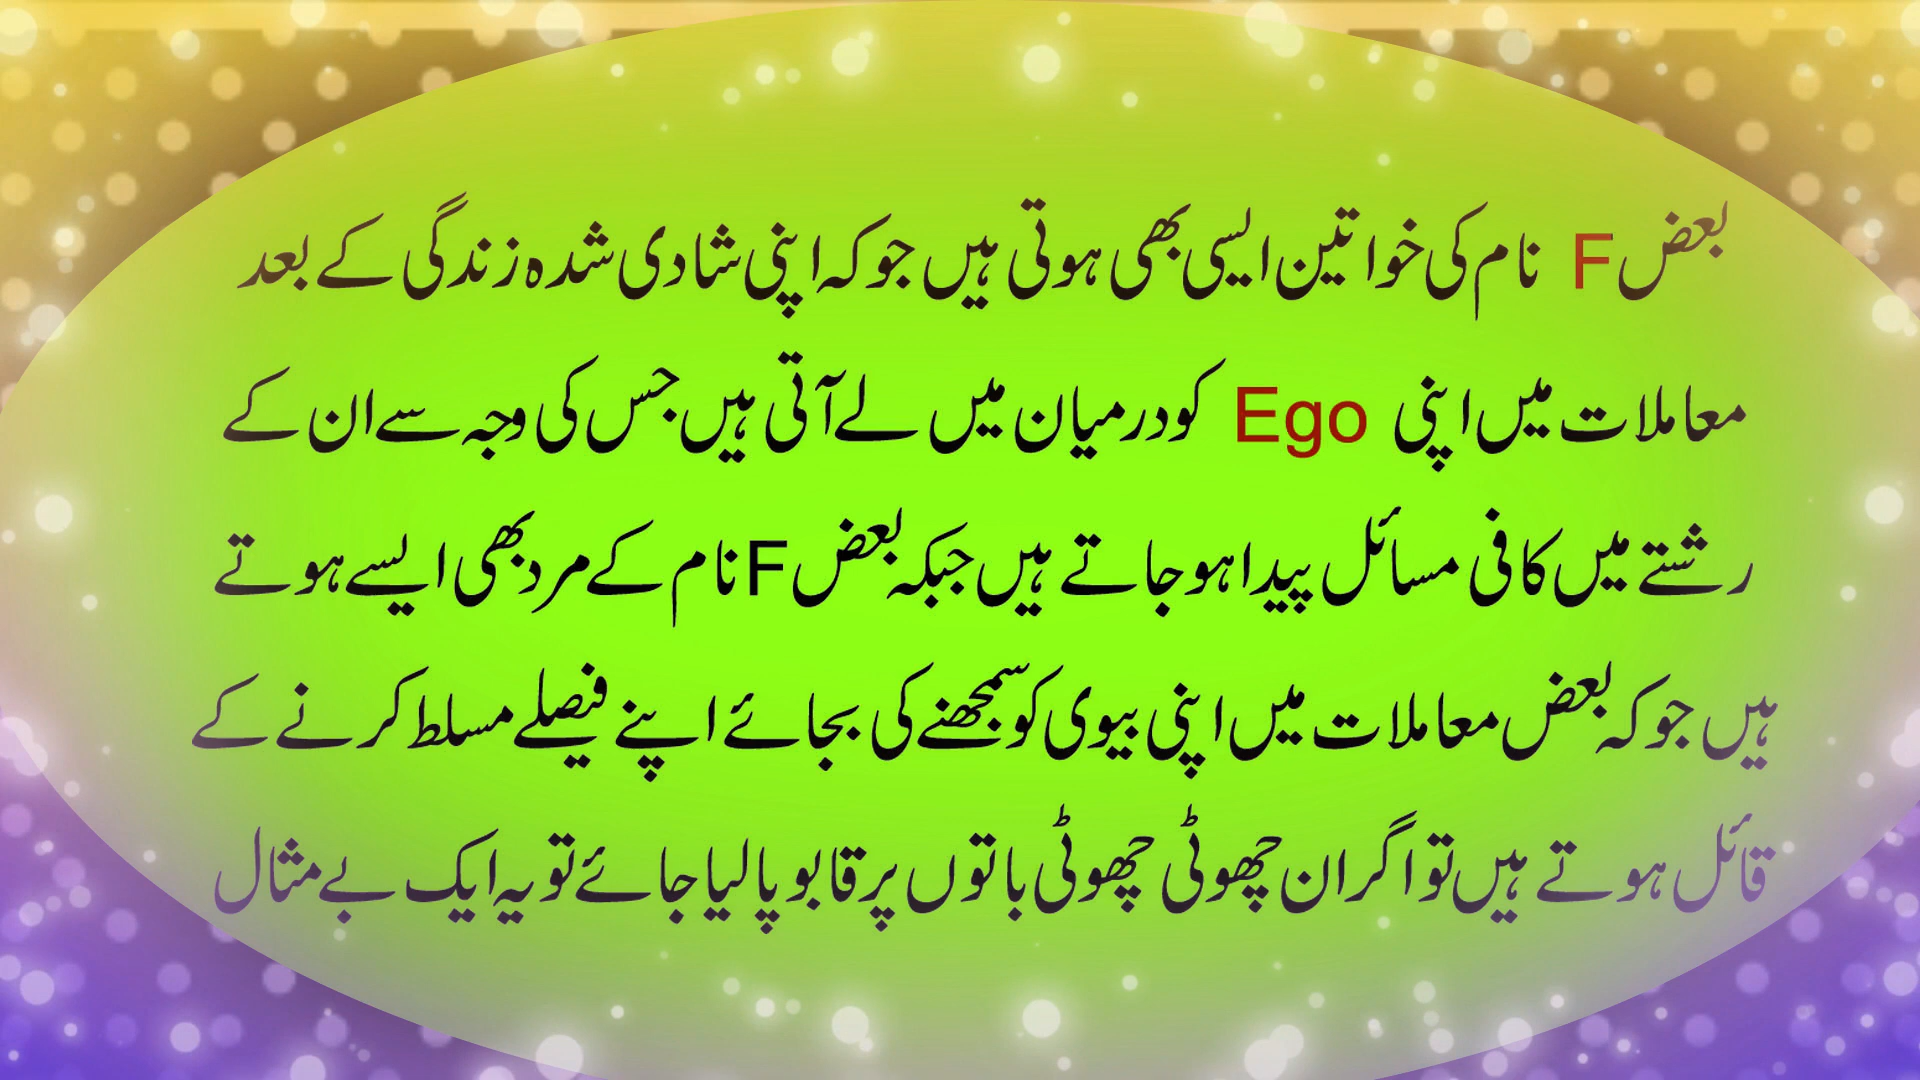 بعض F نام کی خواتین ایسی بھی ہوتی ہیں جو کہ اپنی شادی شدہ زندگی کے بعد
معاملات میں اپنی Ego کو درمیان میں لے آتی ہیں جس کی وجہ سے ان کے
رشتے میں کافی مسائل پیدا ہو جاتے ہیں جبکہ بعض F نام کے مرد بھی ایسے ہوتے
ہیں جو کہ بعض معاملات میں اپنی بیوی کو سمجھنے کی بجائے اپنے فیصلے مسلط کرنے کے
قائل ہوتے ہیں تو اگر ان چھوٹی چھوٹی باتوں پر قابو پا لیا جائے تو یہ ایک بے مثال